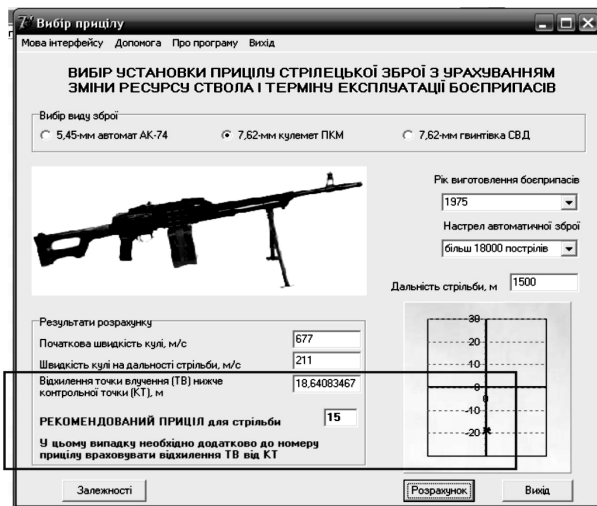 Вибір прицілу
Мова інтерфейсу Допомога Про програму Вихід
ВИБІР УСТАНОВКИ ПРИЦІЛУ СТРІЛЕЦЬКОЇ ЗБРОЇ З УРАХУВАННЯМ
ЗМІНИ РЕСУРСУ СТВОЛА І ТЕРМІНУ ЕКСПЛУАТАЦІЇ БОЄПРИПАСІВ
Вибір виду зброї
5,45-мм автомат АК-74 7,62-мм кулемет ПКМ 7,62-мм гвинтівка СВД
Рік виготовлення боєприпасів
1975
Настрел автоматичної зброї
більш 18000 пострілів
Дальність стрільби, м 1500
Результати розрахунку
Початкова швидкість кулі, м/с 677
Швидкість кулі на дальності стрільби, м/с 211
Відхилення точки влучення (ТВ) нижче
контрольної точки (КТ), м 18,64083467
РЕКОМЕНДОВАНИЙ ПРИЦІЛ для стрільби 15
У цьому випадку необхідно додатково до номеру
прицілу враховувати відхилення ТВ від КТ
30
20
10
0
-10
-20
Залежності Розрахунок Вихід